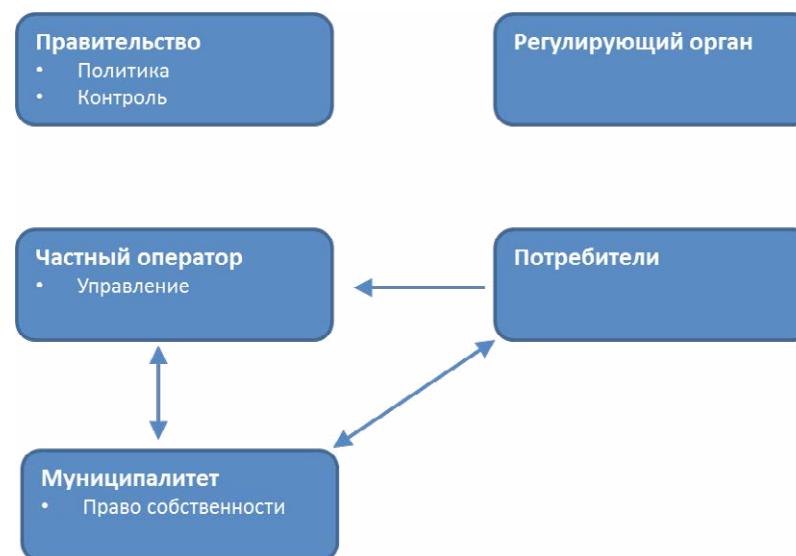 Правительство
• Политика
• Контроль
Регулирующий орган
Частный оператор
• Управление
Потребители
Муниципалитет
• Право собственности